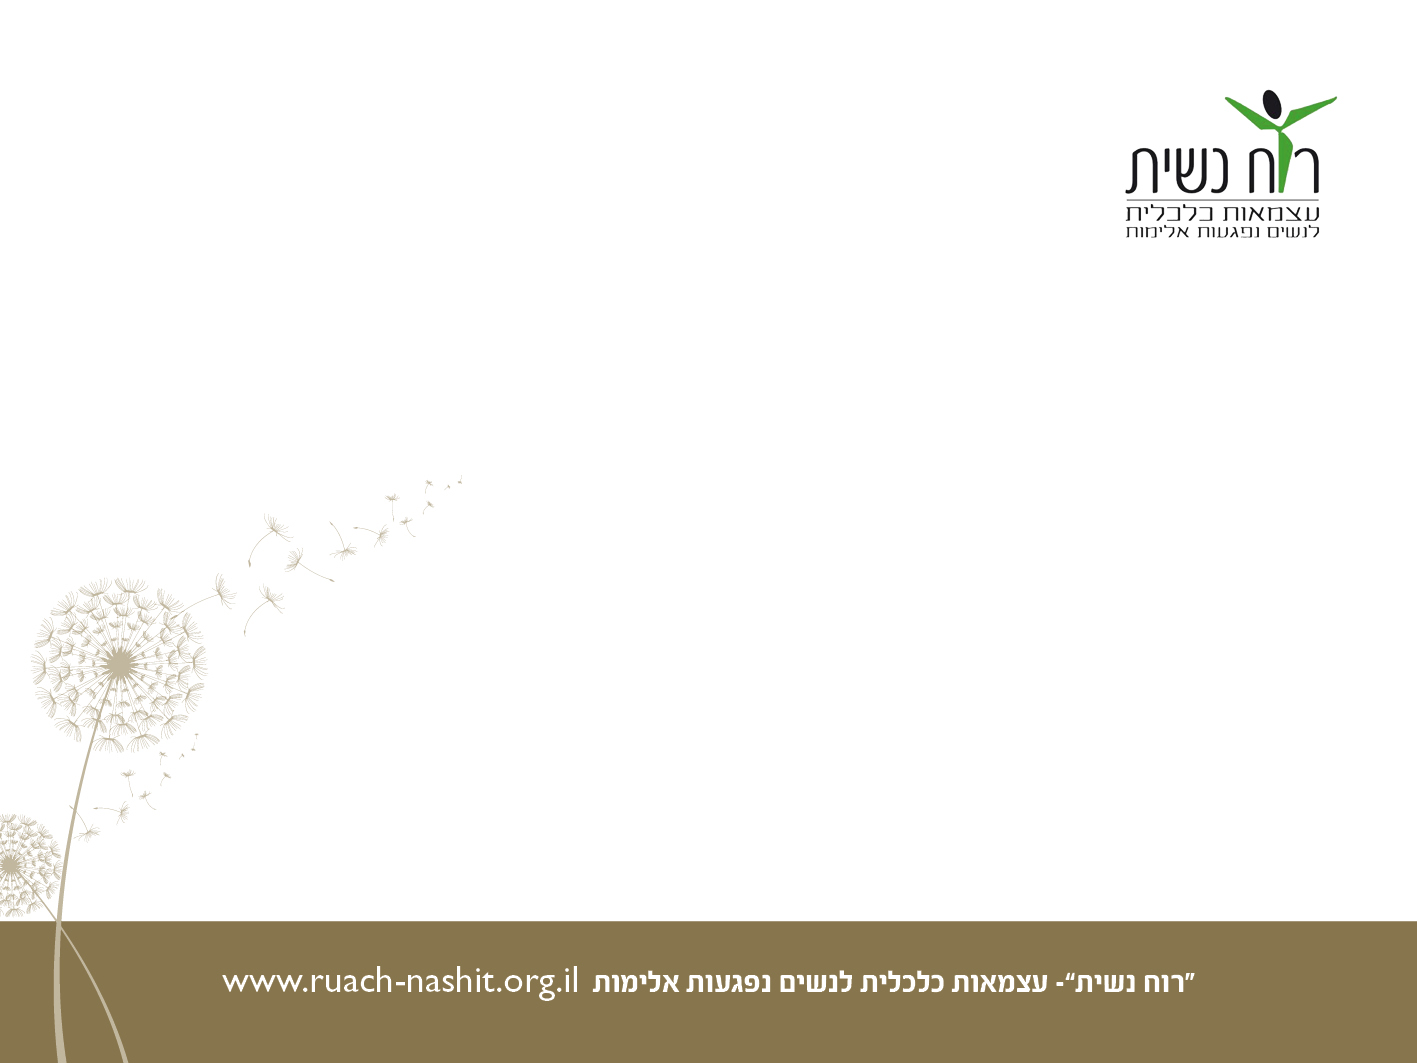 רוח נשית
עצמאות כלכלית
לנשים נפגעות אלימות
"רוח נשית"- עצמאות כלכלית לנשים נפגעות אלימות www.ruach-nashit.org.il